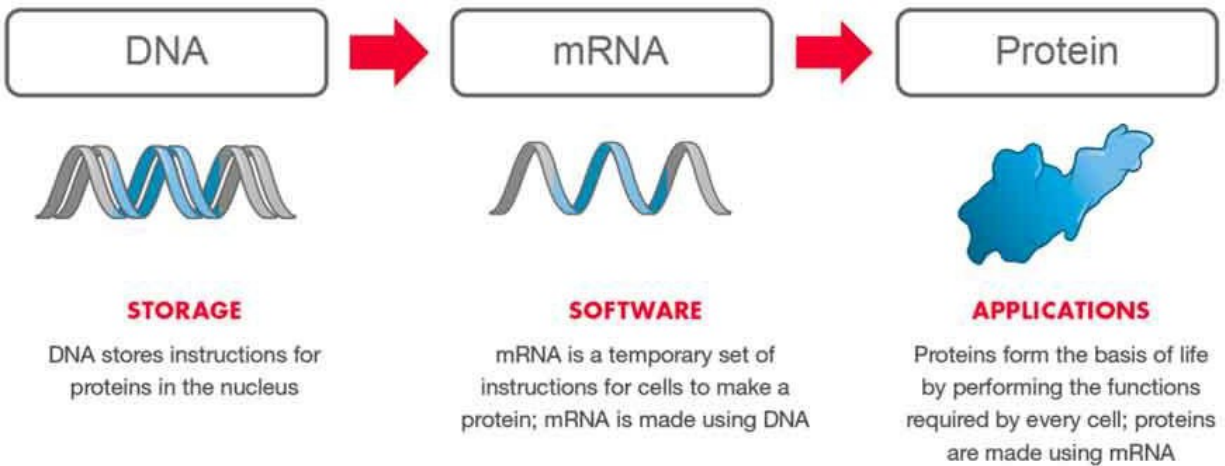 DNA
mRNA
Protein
STORAGE
DNA stores instructions for
proteins in the nucleus
SOFTWARE
mRNA is a temporary set of
instructions for cells to make a
protein; mRNA is made using DNA
APPLICATIONS
Proteins form the basis of life
by performing the functions
required by every cell; proteins
are made using mRNA